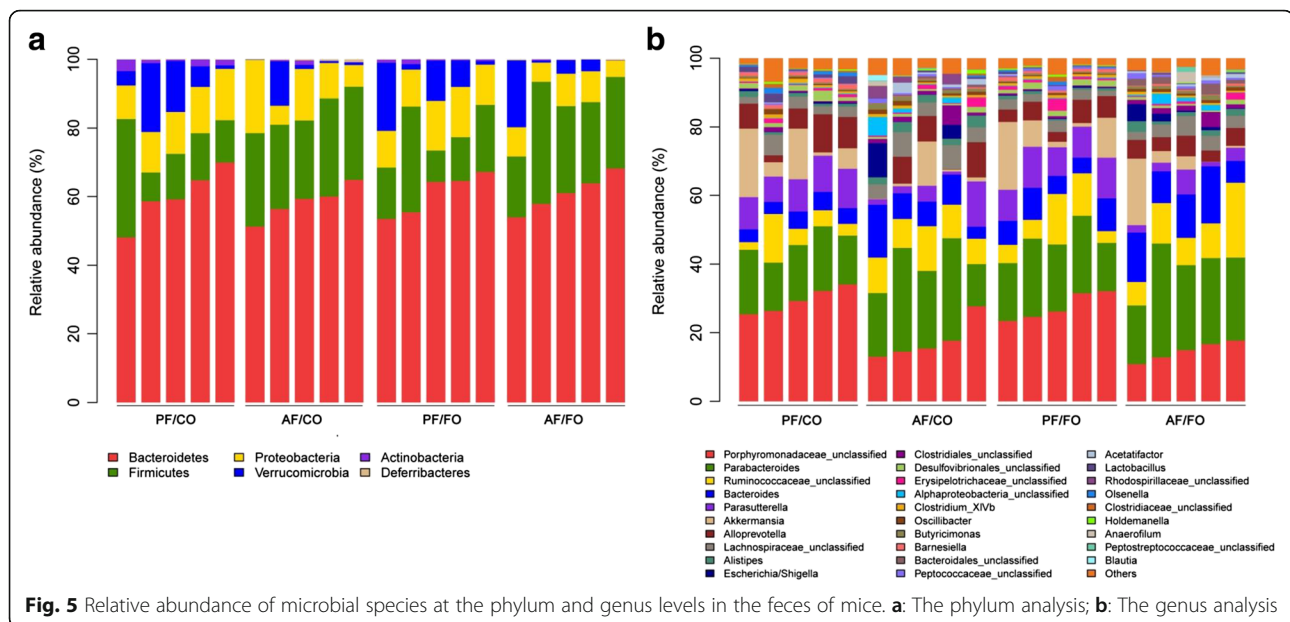 a
100
80
60
40
20
0
Relative abundance (%)
PF/CO
AF/CO
PF/FO
AF/FO
Bacteroidetes
Firmicutes
Proteobacteria
Verrucomicrobia
Actinobacteria
Deferribacteres
b
100
80
60
40
20
0
Relative abundance (%)
PF/CO
AF/CO
PF/FO
AF/FO
Porphyromonadaceae_unclassified
Parabacteroides
Ruminococcaceae_unclassified
Bacteroides
Parasutterella
Akkermansia
Alloprevotella
Lachnospiraceae_unclassified
Alistipes
Escherichia/Shigella
Clostridiales_unclassified
Desulfovibrionales_unclassified
Erysipelotrichaceae_unclassified
Alphaproteobacteria_unclassified
Clostridium_XlVb
Oscillibacter
Butyricimonas
Barnesiella
Bacteroidales_unclassified
Peptococcaceae_unclassified
Acetatifactor
Lactobacillus
Rhodospirillaceae_unclassified
Olsenella
Clostridiaceae_unclassified
Holdemanella
Anaerofilum
Peptostreptococcaceae_unclassified
Blautia
Others
Fig. 5 Relative abundance of microbial species at the phylum and genus levels in the feces of mice. a: The phylum analysis; b: The genus analysis